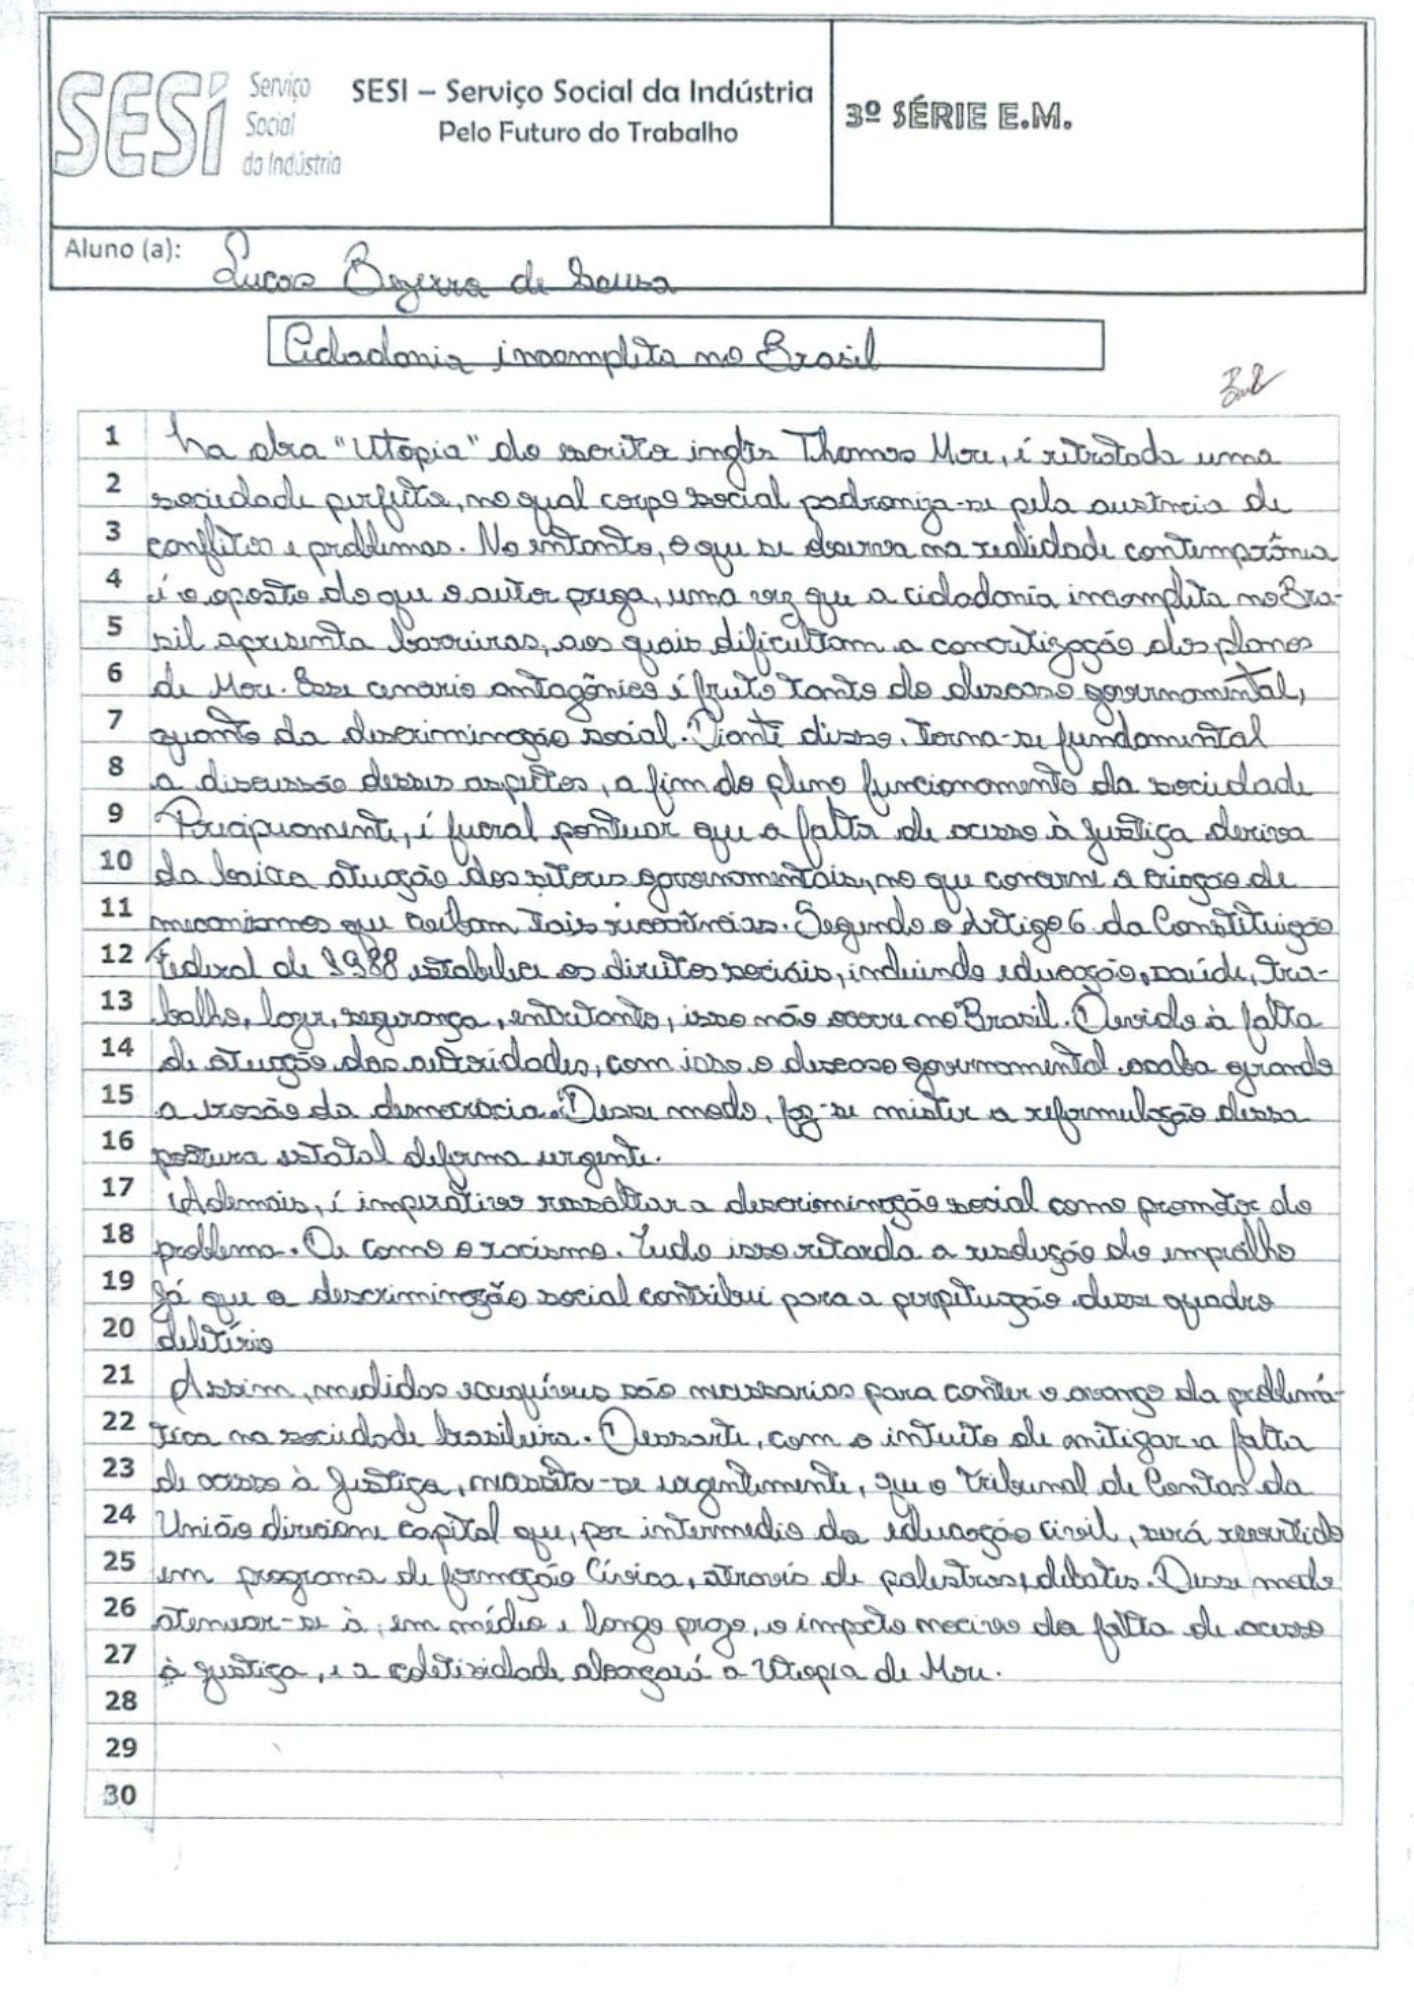 SESI Serviço
Social
da Indústria
SESI – Serviço Social da Indústria
Pelo Futuro do Trabalho
3º SÉRIE E.M.
Aluno (a): Lucas Bezerra de Sousa
Cidadania incompleta no Brasil
1 Na obra "Utopia" do escritor inglês Thomas More, é retratada uma
2 sociedade perfeita, no qual corpo social padroniza-se pela ausência de
3 conflitos e problemas. No entanto, o que se observa na realidade contemporânea
4 é o oposto do que o autor prega, uma vez que a cidadania incompleta no Bra-
5 sil apresenta barreiras, aos quais dificultam a concretização dos planos
6 de More. Esse cenario antagônico é fruto tanto do descaso governamental,
7 quanto da discriminação social. Diante disso, torna-se fundamental
8 a discussão desses aspectos, a fim do pleno funcionamento da sociedade
9 Precipuamente, é fucral pontuar que a falta de acesso à justiça deriva
10 da baixa atuação dos setores governamentais, no que concerne a criação de
11 mecanismos que coibam tais recorrências. Segundo o Artigo 6 da Constituição
12 Federal de 1988 estabelece os direitos sociais, incluindo educação, saúde, tra-
13 balho, lazer, segurança, entretanto, isso não ocorre no Brasil. Devido à falta
14 de atuação das autoridades, com isso o descaso governamental acaba gerando
15 a erosão da democracia. Desse modo, faz-se mister a reformulação dessa
16 postura estatal de forma urgente.
17 Ademais, é imperativo ressaltar a descriminação social como promotor do
18 problema. De como o racismo. Tudo isso retarda a resolução do empecilho
19 Já que a descriminação social contribui para a perpetuação desse quadro
20 deletério
21 Assim, medidas exequíveis são necessarias para conter o avanço da problemá-
22 tica na sociedade brasileira. Dessarte, com o intuito de mitigar a falta
23 de acesso à justiça, necessita-se urgentemente, que o Tribunal de Contas da
24 União direcione capital que, por intermedio da educação civil, será revertido
25 em programa de formação Cívica, através de palestras, debates. Desse modo
26 atenuar-se à, em médio e longo prazo, o impacto nocivo da falta de acesso
27 à justiça, e a coletividade alcançará a Utopia de More.
28
29
30